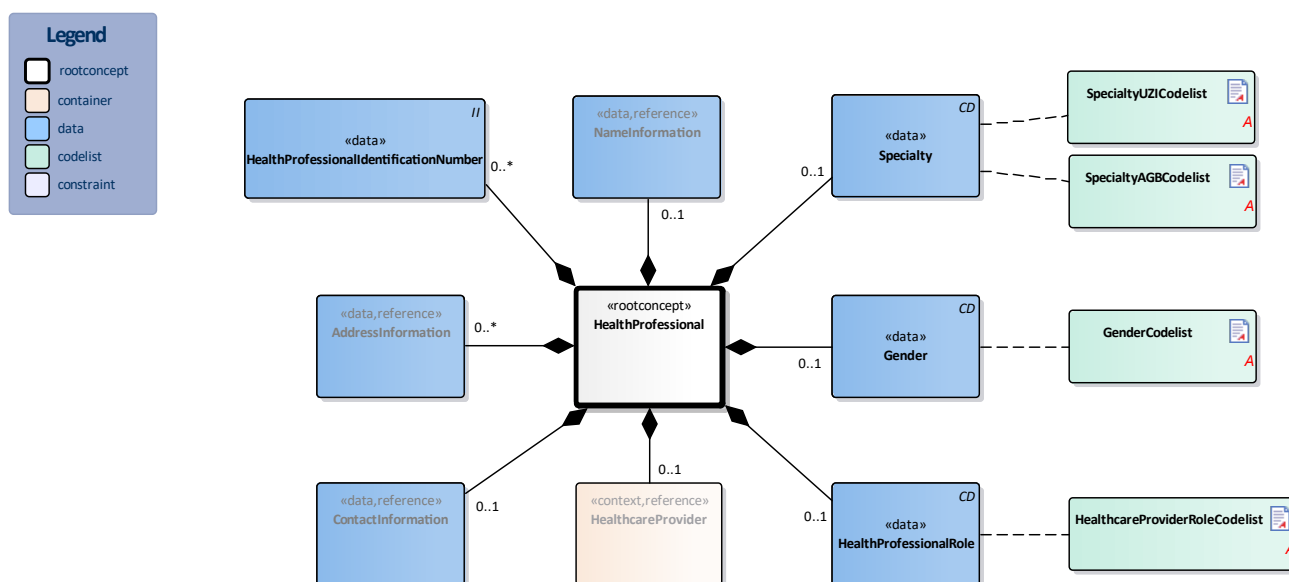 Legend
rootconcept
container
data
codelist
constraint
II
«data»
HealthProfessionalIdentificationNumber
0..*
«data,reference»
NameInformation
0..1
CD
«data»
Specialty
0..1
SpecialtyUZICodelist
A
SpecialtyAGBCodelist
A
«data,reference»
AddressInformation
0..*
«rootconcept»
HealthProfessional
CD
«data»
Gender
0..1
GenderCodelist
A
«data,reference»
ContactInformation
0..1
«context,reference»
HealthcareProvider
0..1
CD
«data»
HealthProfessionalRole
0..1
HealthcareProviderRoleCodelist
A